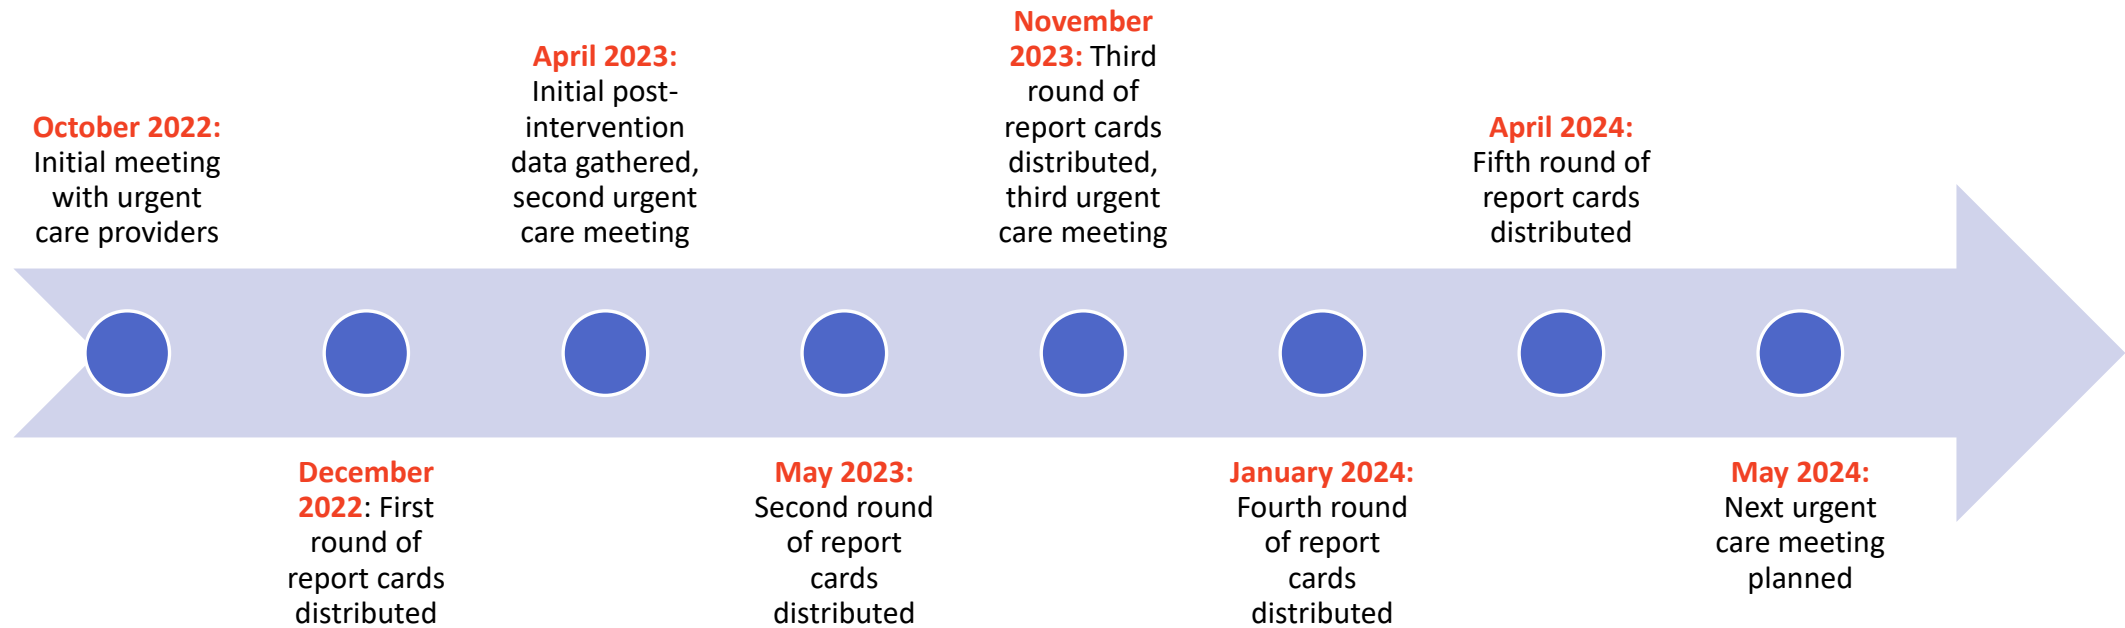 October 2022:
Initial meeting
with urgent
care providers
December
2022: First
round of
report cards
distributed
April 2023:
Initial post-
intervention
data gathered,
second urgent
care meeting
May 2023:
Second round
of report
cards
distributed
November
2023: Third
round of
report cards
distributed,
third urgent
care meeting
January 2024:
Fourth round
of report
cards
distributed
April 2024:
Fifth round of
report cards
distributed
May 2024:
Next urgent
care meeting
planned